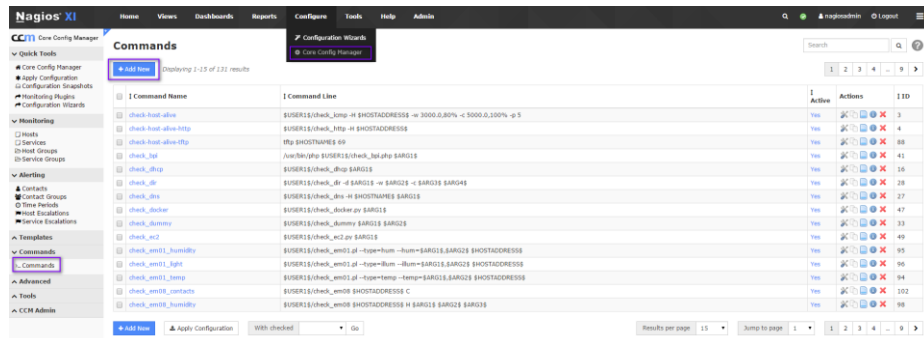 Nagios® XI Home Views Dashboards Reports Configure Tools Help Admin nagiosadmin Logout
CCM Core Config Manager
Configuration Wizards
Core Config Manager
Quick Tools
Core Config Manager
Apply Configuration
Configuration Snapshots
Monitoring Plugins
Configuration Wizards
Monitoring
Hosts
Services
Host Groups
Service Groups
Alerting
Contacts
Contact Groups
Time Periods
Host Escalations
Service Escalations
Templates
Commands
Commands
Advanced
Tools
CCM Admin
Commands
Search
+ Add New Displaying 1-15 of 131 results 1 2 3 4 ... 9
Command Name Command Line Active Actions ID
check-host-alive $USER1$/check_icmp -H $HOSTADDRESS$ -w 3000.0,80% -c 5000.0,100% -p 5 Yes 3
check-host-alive-http $USER1$/check_http -H $HOSTADDRESS$ Yes 4
check-host-alive-tftp tftp $HOSTNAME$ 69 Yes 88
check_bpi /usr/bin/php $USER1$/check_bpi.php $ARG1$ Yes 41
check_dhcp $USER1$/check_dhcp $ARG1$ Yes 16
check_dir $USER1$/check_dir -d $ARG1$ -w $ARG2$ -c $ARG3$ $ARG4$ Yes 28
check_dns $USER1$/check_dns -H $HOSTNAME$ $ARG1$ Yes 27
check_docker $USER1$/check_docker.py $ARG1$ Yes 47
check_dummy $USER1$/check_dummy $ARG1$ $ARG2$ Yes 33
check_ec2 $USER1$/check_ec2.py $ARG1$ Yes 49
check_em01_humidity $USER1$/check_em01.pl --type=hum --hum=$ARG1$,$ARG2$ $HOSTADDRESS$ Yes 95
check_em01_light $USER1$/check_em01.pl --type=illum --illum=$ARG1$,$ARG2$ $HOSTADDRESS$ Yes 96
check_em01_temp $USER1$/check_em01.pl --type=temp --temp=$ARG1$,$ARG2$ $HOSTADDRESS$ Yes 94
check_em08_contacts $USER1$/check_em08 $HOSTADDRESS$ C Yes 102
check_em08_humidity $USER1$/check_em08 $HOSTADDRESS$ H $ARG1$ $ARG2$ $ARG3$ Yes 98
+ Add New Apply Configuration With checked Go Results per page 15 Jump to page 1 1 2 3 4 ... 9